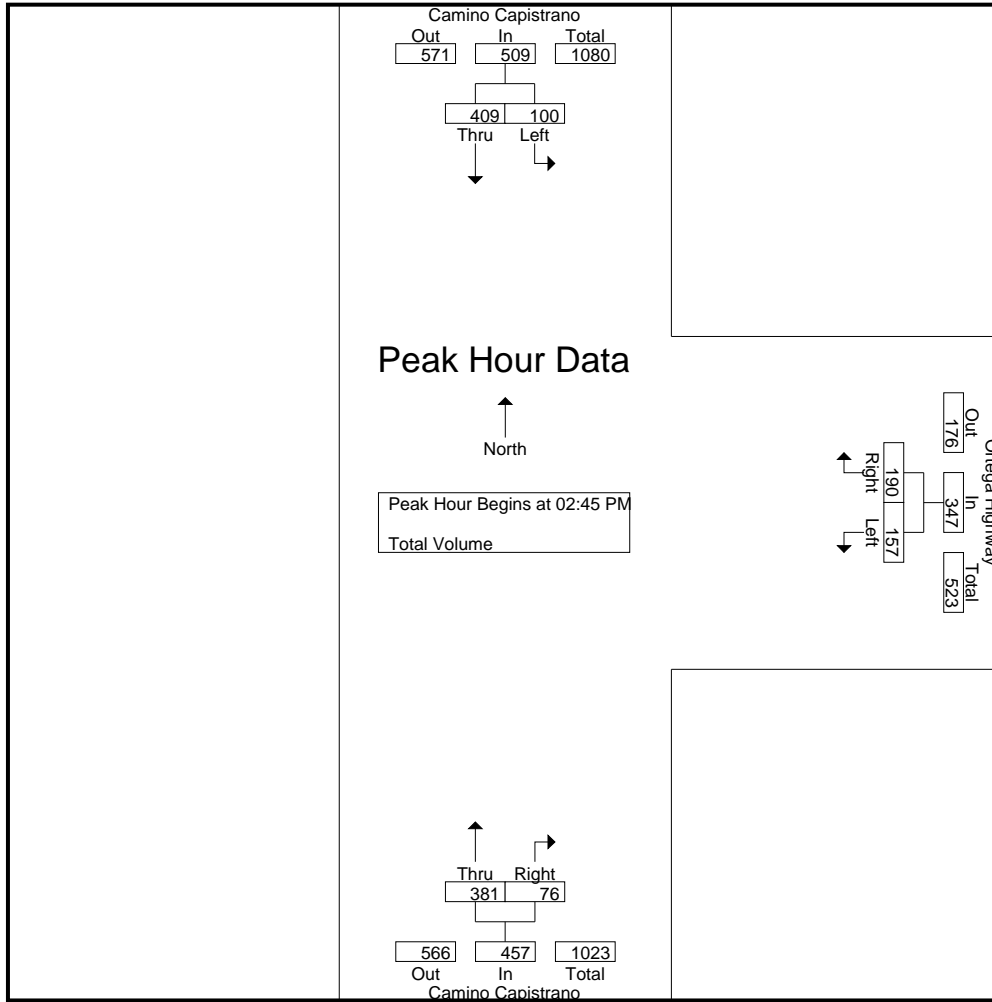 Camino Capistrano
Out In Total
571 509 1080
409 100
Thru Left
Peak Hour Data
North
Peak Hour Begins at 02:45 PM
Total Volume
Ortega Highway
Out In Total
176 347 523
190 157
Right Left
Thru Right
381 76
566 457 1023
Out In Total
Camino Capistrano